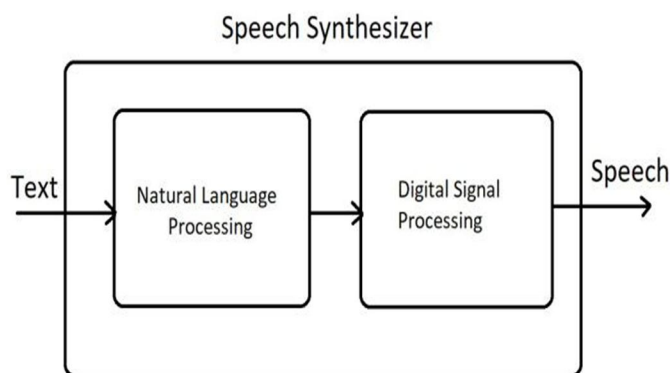 Speech Synthesizer
Text
Natural Language
Processing
Digital Signal
Processing
Speech